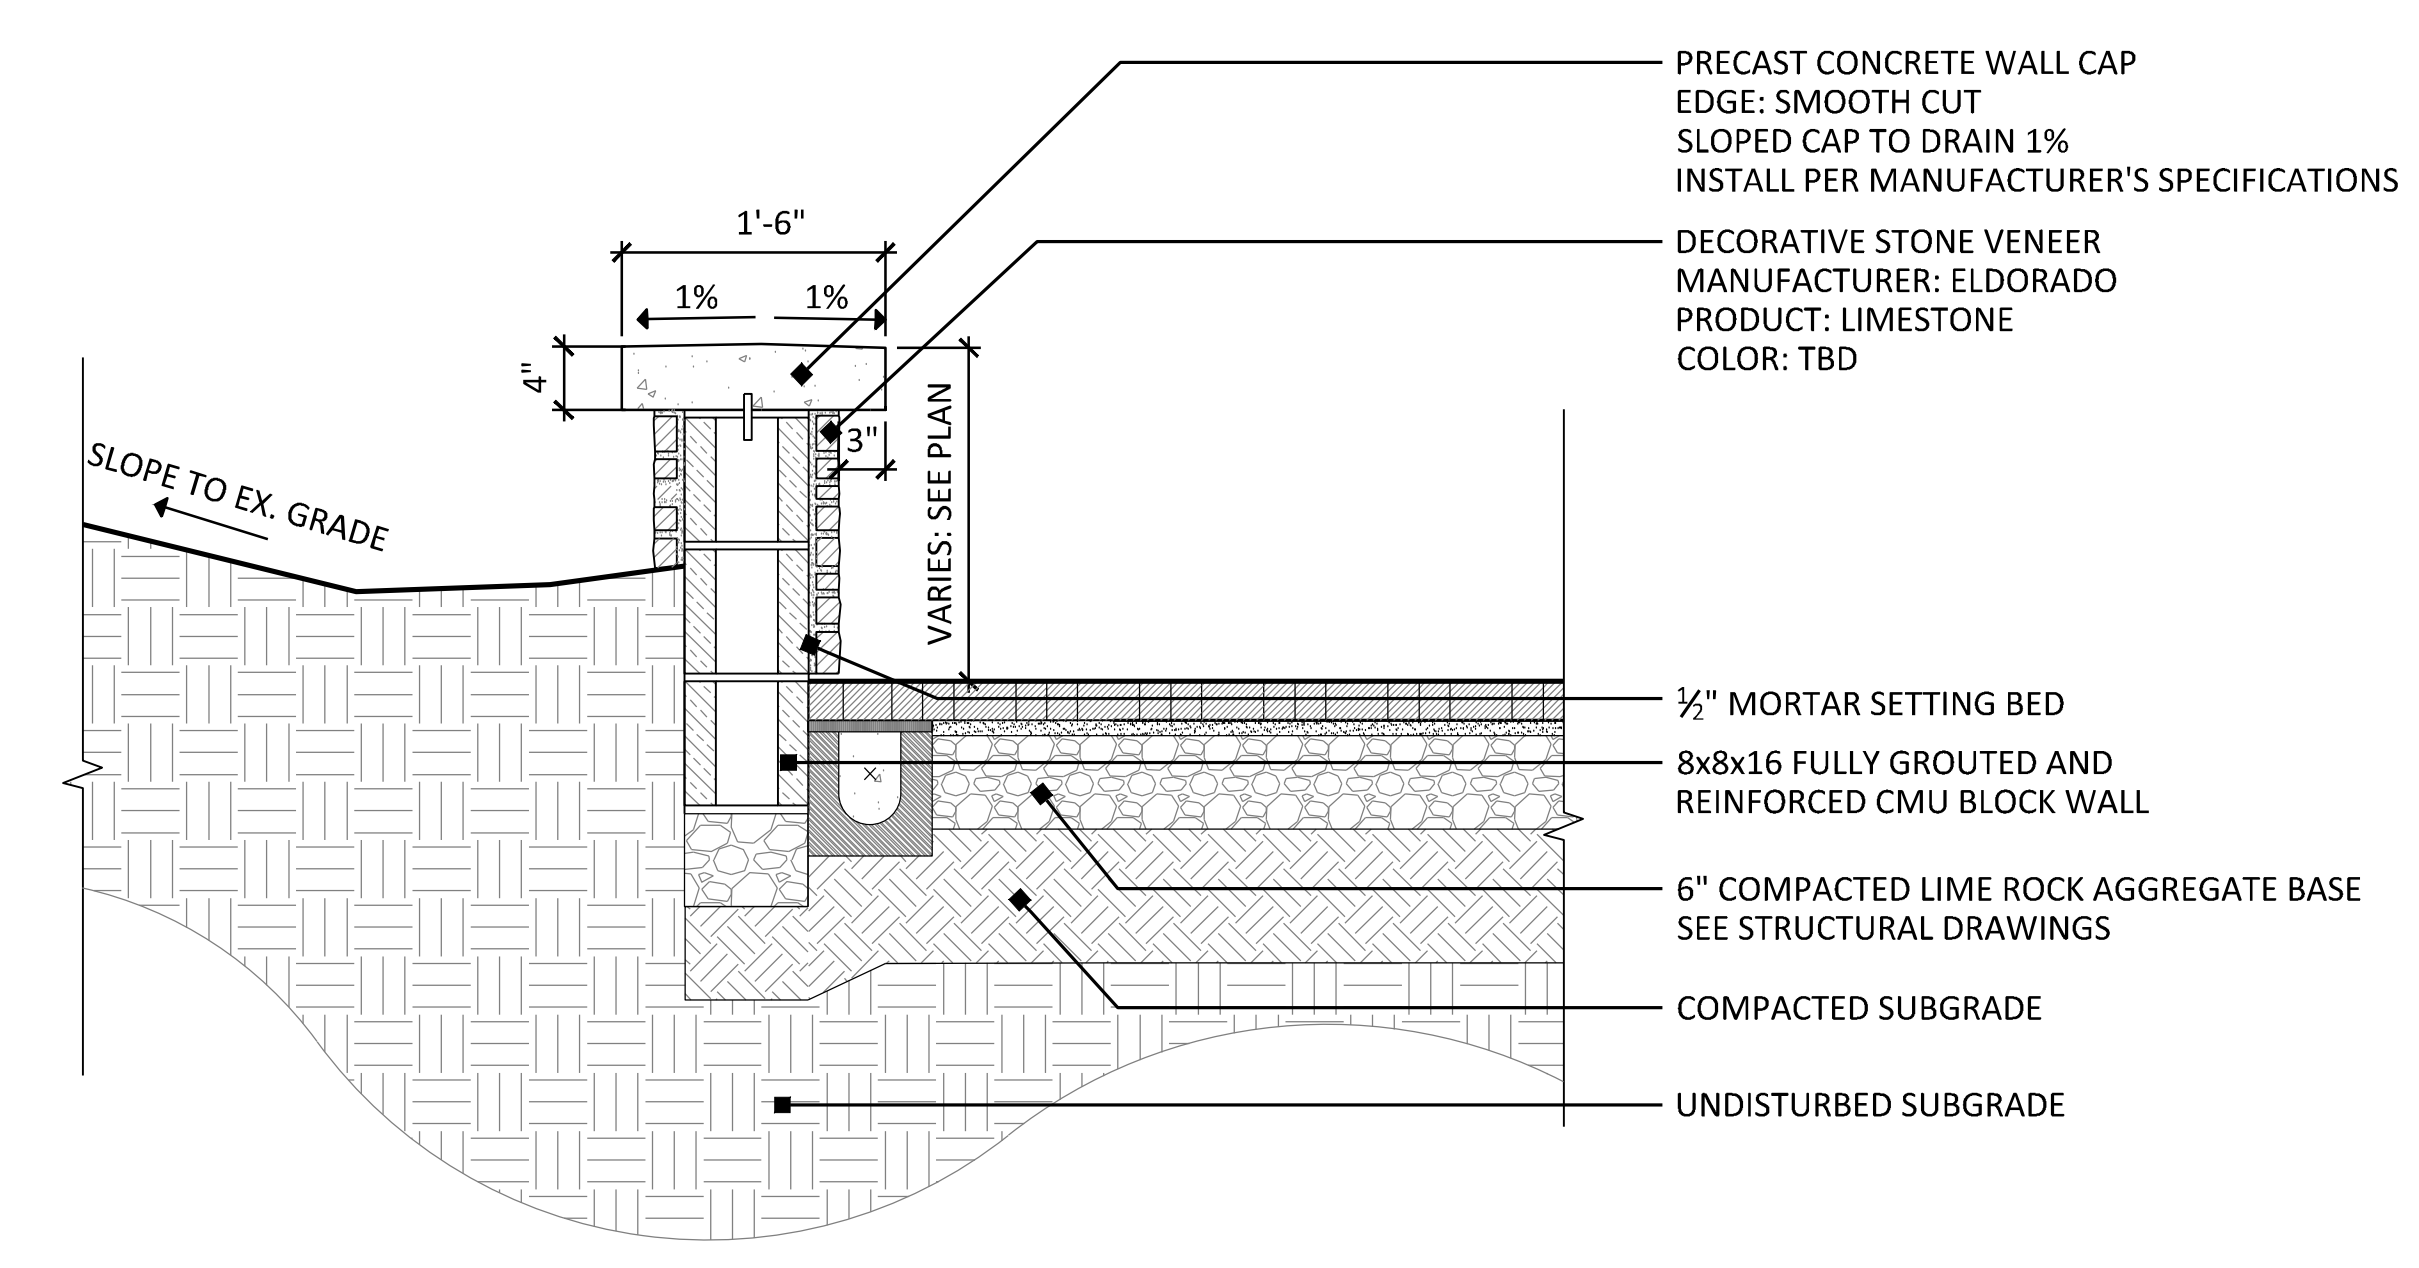 PRECAST CONCRETE WALL CAP
EDGE: SMOOTH CUT
SLOPED CAP TO DRAIN 1%
INSTALL PER MANUFACTURER'S SPECIFICATIONS
1'-6"
DECORATIVE STONE VENEER
MANUFACTURER: ELDORADO
PRODUCT: LIMESTONE
COLOR: TBD
1%
1%
4"
3"
VARIES: SEE PLAN
SLOPE TO EX. GRADE
½" MORTAR SETTING BED
8x8x16 FULLY GROUTED AND
REINFORCED CMU BLOCK WALL
6" COMPACTED LIME ROCK AGGREGATE BASE
SEE STRUCTURAL DRAWINGS
COMPACTED SUBGRADE
UNDISTURBED SUBGRADE